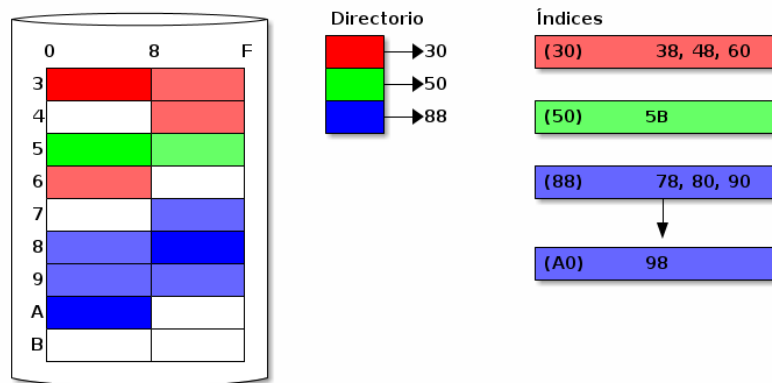 Directorio
Índices
0 8 F
3
4
5
6
7
8
9
A
B
30
50
88
(30) 38, 48, 60
(50) 5B
(88) 78, 80, 90
(A0) 98